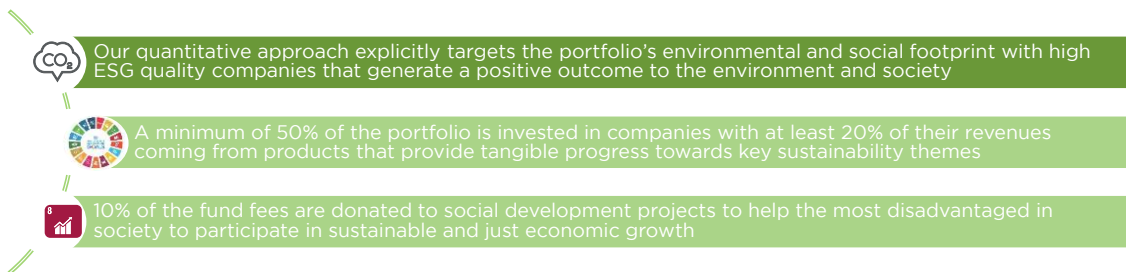 CO2
Our quantitative approach explicitly targets the portfolio's environmental and social footprint with high
ESG quality companies that generate a positive outcome to the environment and society
A minimum of 50% of the portfolio is invested in companies with at least 20% of their revenues
coming from products that provide tangible progress towards key sustainability themes
8
10% of the fund fees are donated to social development projects to help the most disadvantaged in
society to participate in sustainable and just economic growth